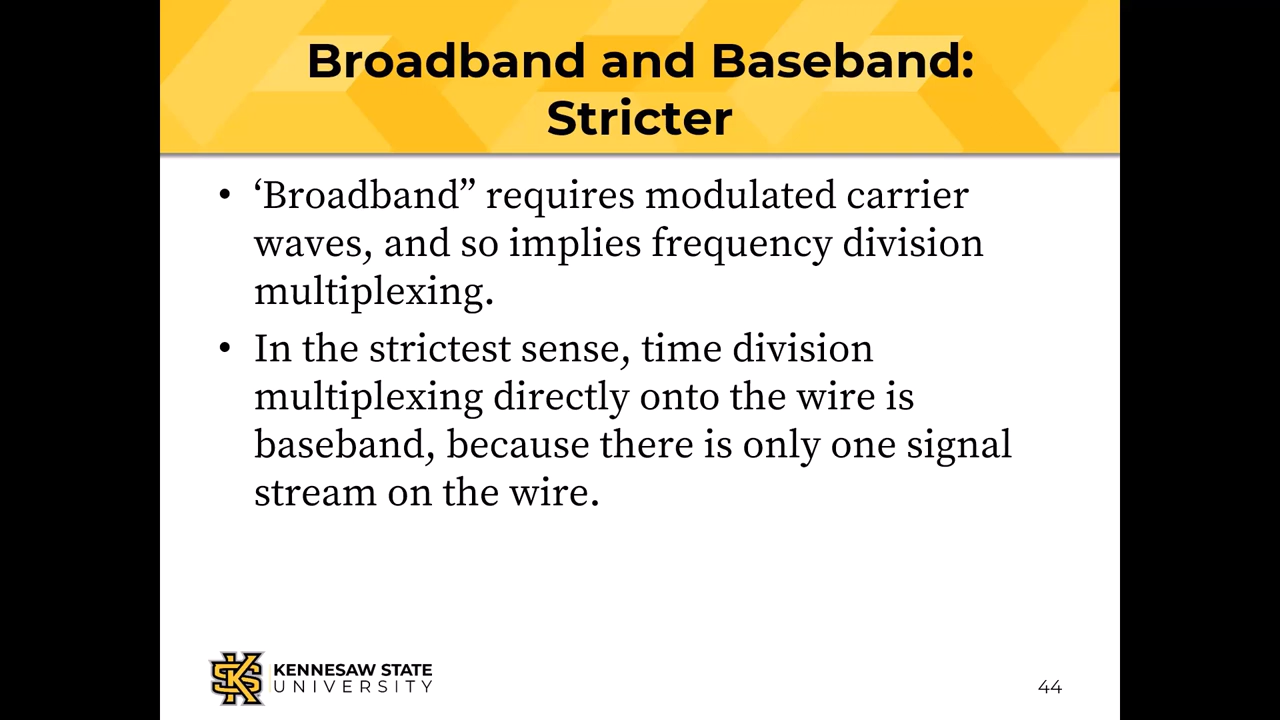 Broadband and Baseband:
Stricter
• ‘Broadband” requires modulated carrier
waves, and so implies frequency division
multiplexing.
• In the strictest sense, time division
multiplexing directly onto the wire is
baseband, because there is only one signal
stream on the wire.
KENNESAW STATE
UNIVERSITY
44